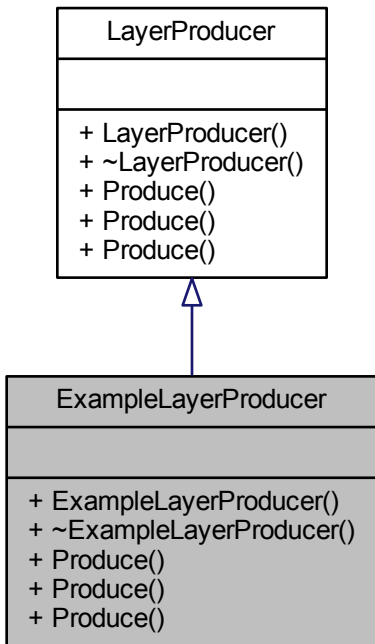 LayerProducer
+ LayerProducer()
+ ~LayerProducer()
+ Produce()
+ Produce()
+ Produce()
ExampleLayerProducer
+ ExampleLayerProducer()
+ ~ExampleLayerProducer()
+ Produce()
+ Produce()
+ Produce()